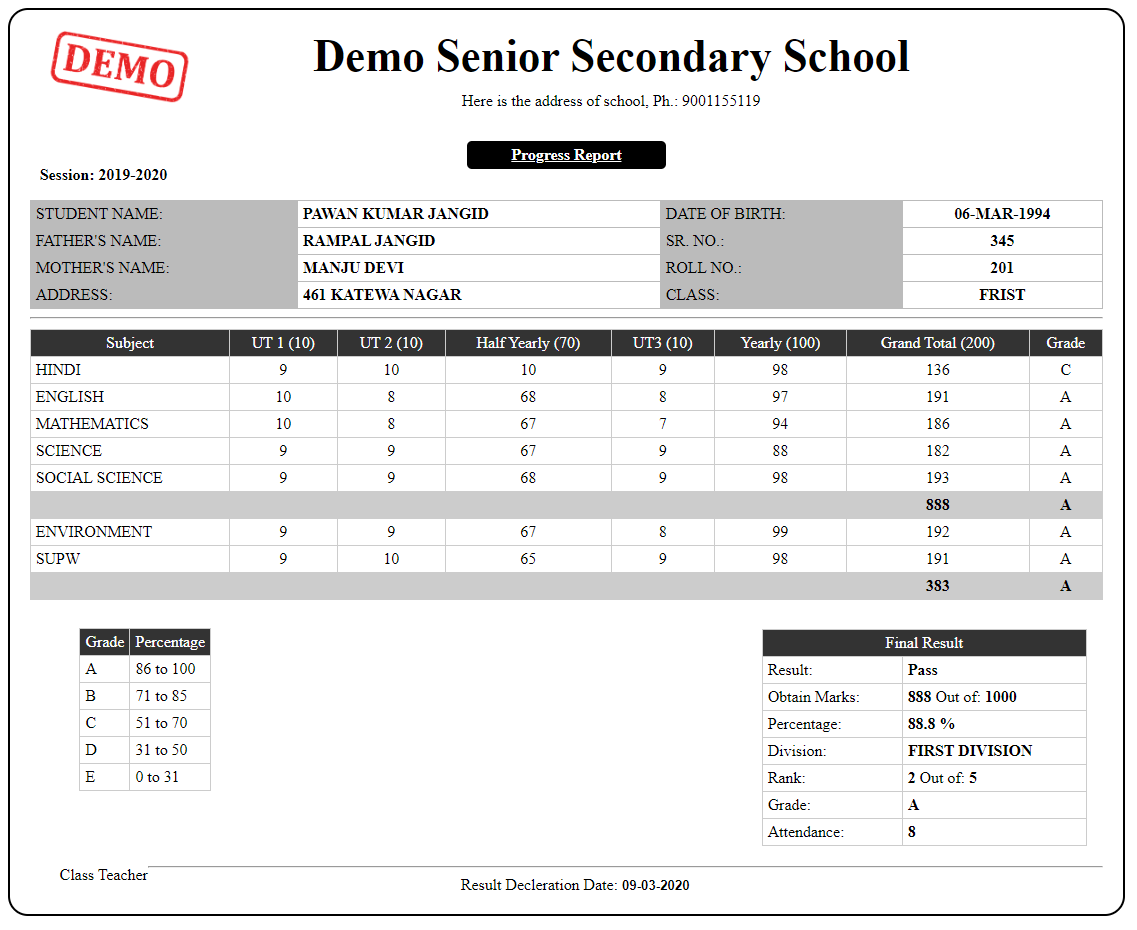 DEMO
Demo Senior Secondary School
Here is the address of school, Ph.: 9001155119
Progress Report
Session: 2019-2020
STUDENT NAME: PAWAN KUMAR JANGID DATE OF BIRTH: 06-MAR-1994
FATHER'S NAME: RAMPAL JANGID SR. NO.: 345
MOTHER'S NAME: MANJU DEVI ROLL NO.: 201
ADDRESS: 461 KATEWA NAGAR CLASS: FRIST
Subject UT 1 (10) UT 2 (10) Half Yearly (70) UT3 (10) Yearly (100) Grand Total (200) Grade
HINDI 9 10 10 9 98 136 C
ENGLISH 10 8 68 8 97 191 A
MATHEMATICS 10 8 67 7 94 186 A
SCIENCE 9 9 67 9 88 182 A
SOCIAL SCIENCE 9 9 68 9 98 193 A
888 A
ENVIRONMENT 9 9 67 8 99 192 A
SUPW 9 10 65 9 98 191 A
383 A
Grade Percentage
A 86 to 100
B 71 to 85
C 51 to 70
D 31 to 50
E 0 to 31
Final Result
Result: Pass
Obtain Marks: 888 Out of: 1000
Percentage: 88.8 %
Division: FIRST DIVISION
Rank: 2 Out of: 5
Grade: A
Attendance: 8
Class Teacher
Result Decleration Date: 09-03-2020